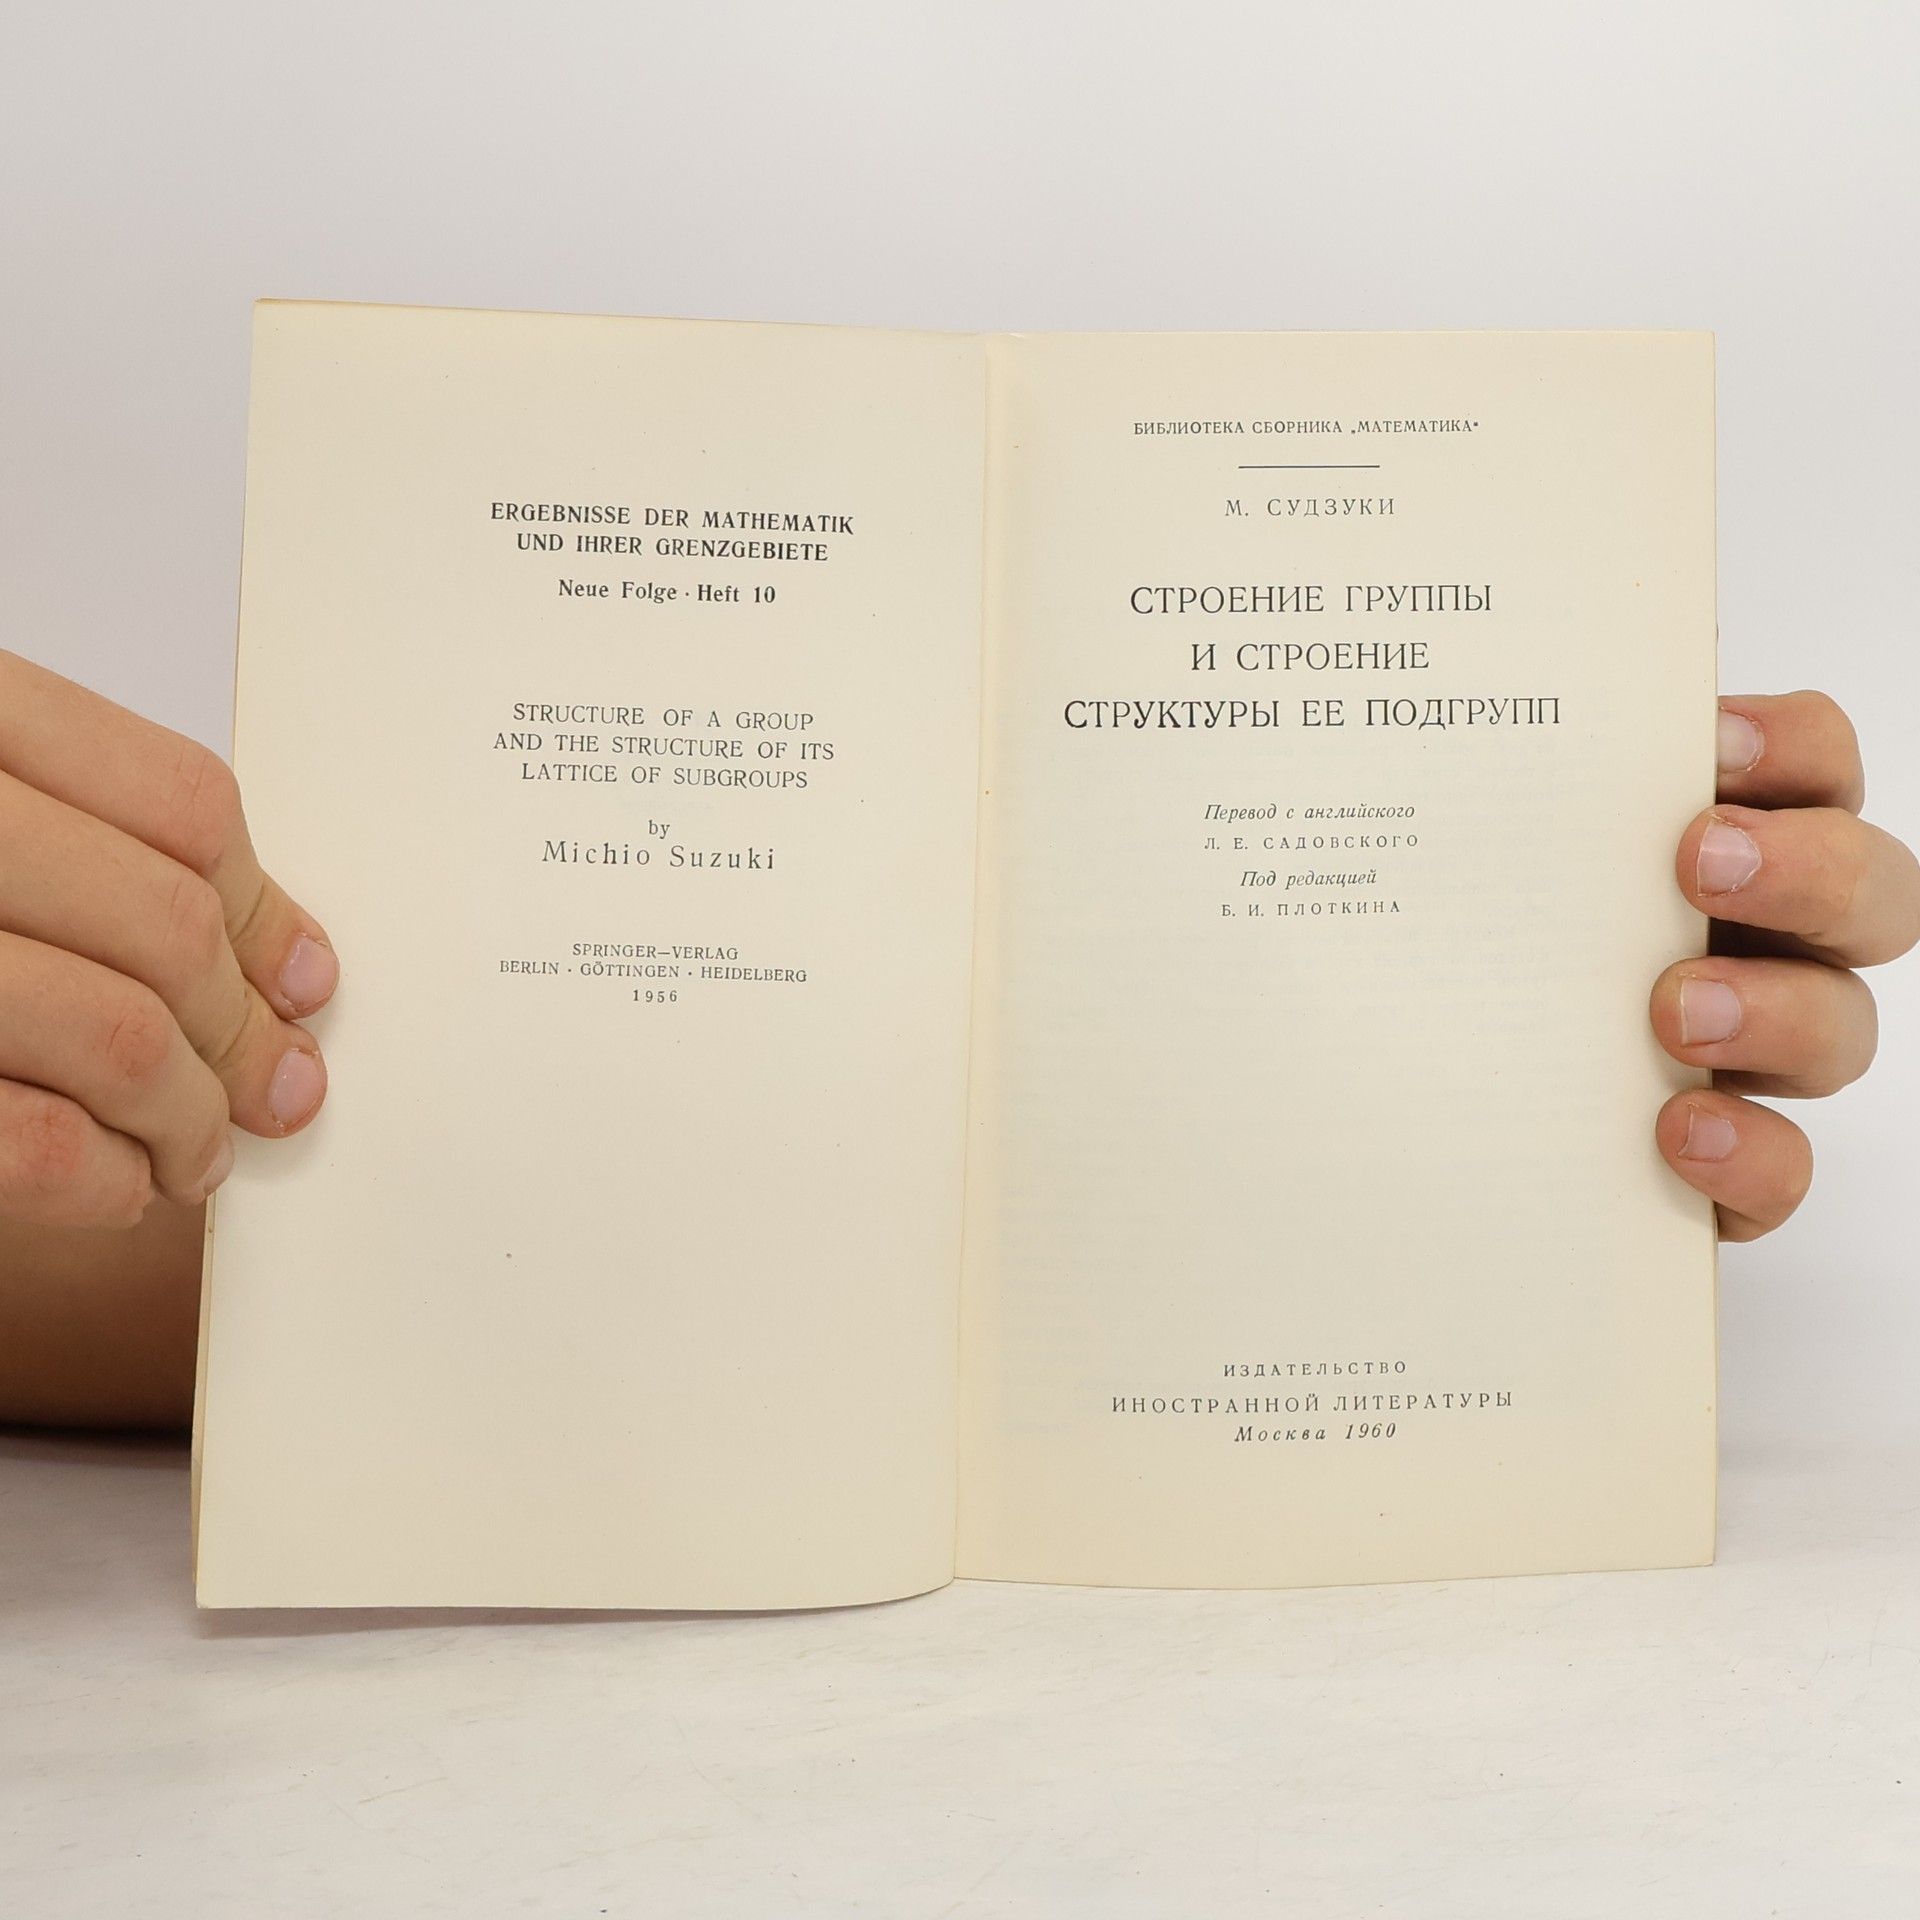 ERGEBNISSE DER MATHEMATIK
UND IHRER GRENZGEBIETE
Neue Folge · Heft 10
STRUCTURE OF A GROUP
AND THE STRUCTURE OF ITS
LATTICE OF SUBGROUPS
by
Michio Suzuki
SPRINGER—VERLAG
BERLIN · GÖTTINGEN · HEIDELBERG
1956
БИБЛИОТЕКА СБОРНИКА „МАТЕМАТИКА“
М. СУДЗУКИ
СТРОЕНИЕ ГРУППЫ
И СТРОЕНИЕ
СТРУКТУРЫ ЕЕ ПОДГРУПП
Перевод с английского
Л. Е. САДОВСКОГО
Под редакцией
Б. И. ПЛОТКИНА
ИЗДАТЕЛЬСТВО
ИНОСТРАННОЙ ЛИТЕРАТУРЫ
Москва 1960